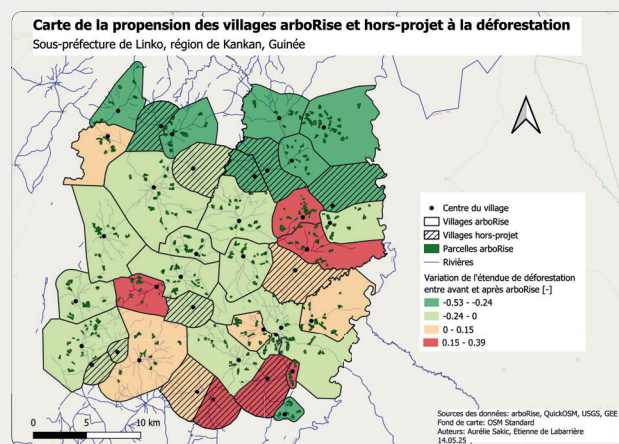 Carte de la propension des villages arboRise et hors-projet à la déforestation
Sous-préfecture de Linko, région de Kankan, Guinée
Centre du village
Villages arboRise
Villages hors-projet
Parcelles arboRise
Rivières
Variation de l'étendue de déforestation
entre avant et après arboRise [-]
-0.53 - -0.24
-0.24 - 0
0 - 0.15
0.15 - 0.39
0 5 10 km
Sources des données: arboRise, QuickOSM, USGS, GEE
Fond de carte: OSM Standard
Auteurs: Aurélie Sakic, Etienne de Labarrière
14.05.25